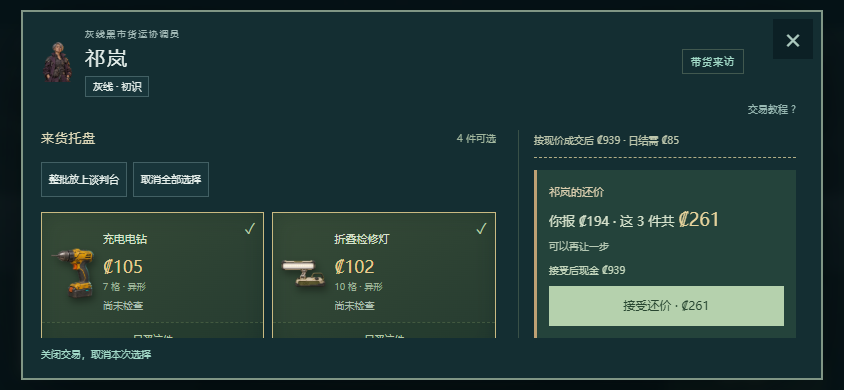 灰线黑市货运协调员
祁岚
灰线 · 初识
带货来访
×
交易教程 ?
来货托盘
4 件可选
整批放上谈判台
取消全部选择
充电电钻
₡105
7 格 · 异形
尚未检查
折叠检修灯
₡102
10 格 · 异形
尚未检查
按现价成交后 ₡939 · 日结需 ₡85
祁岚的还价
你报 ₡194 · 这 3 件共 ₡261
可以再让一步
接受后现金 ₡939
接受还价 · ₡261
关闭交易，取消本次选择